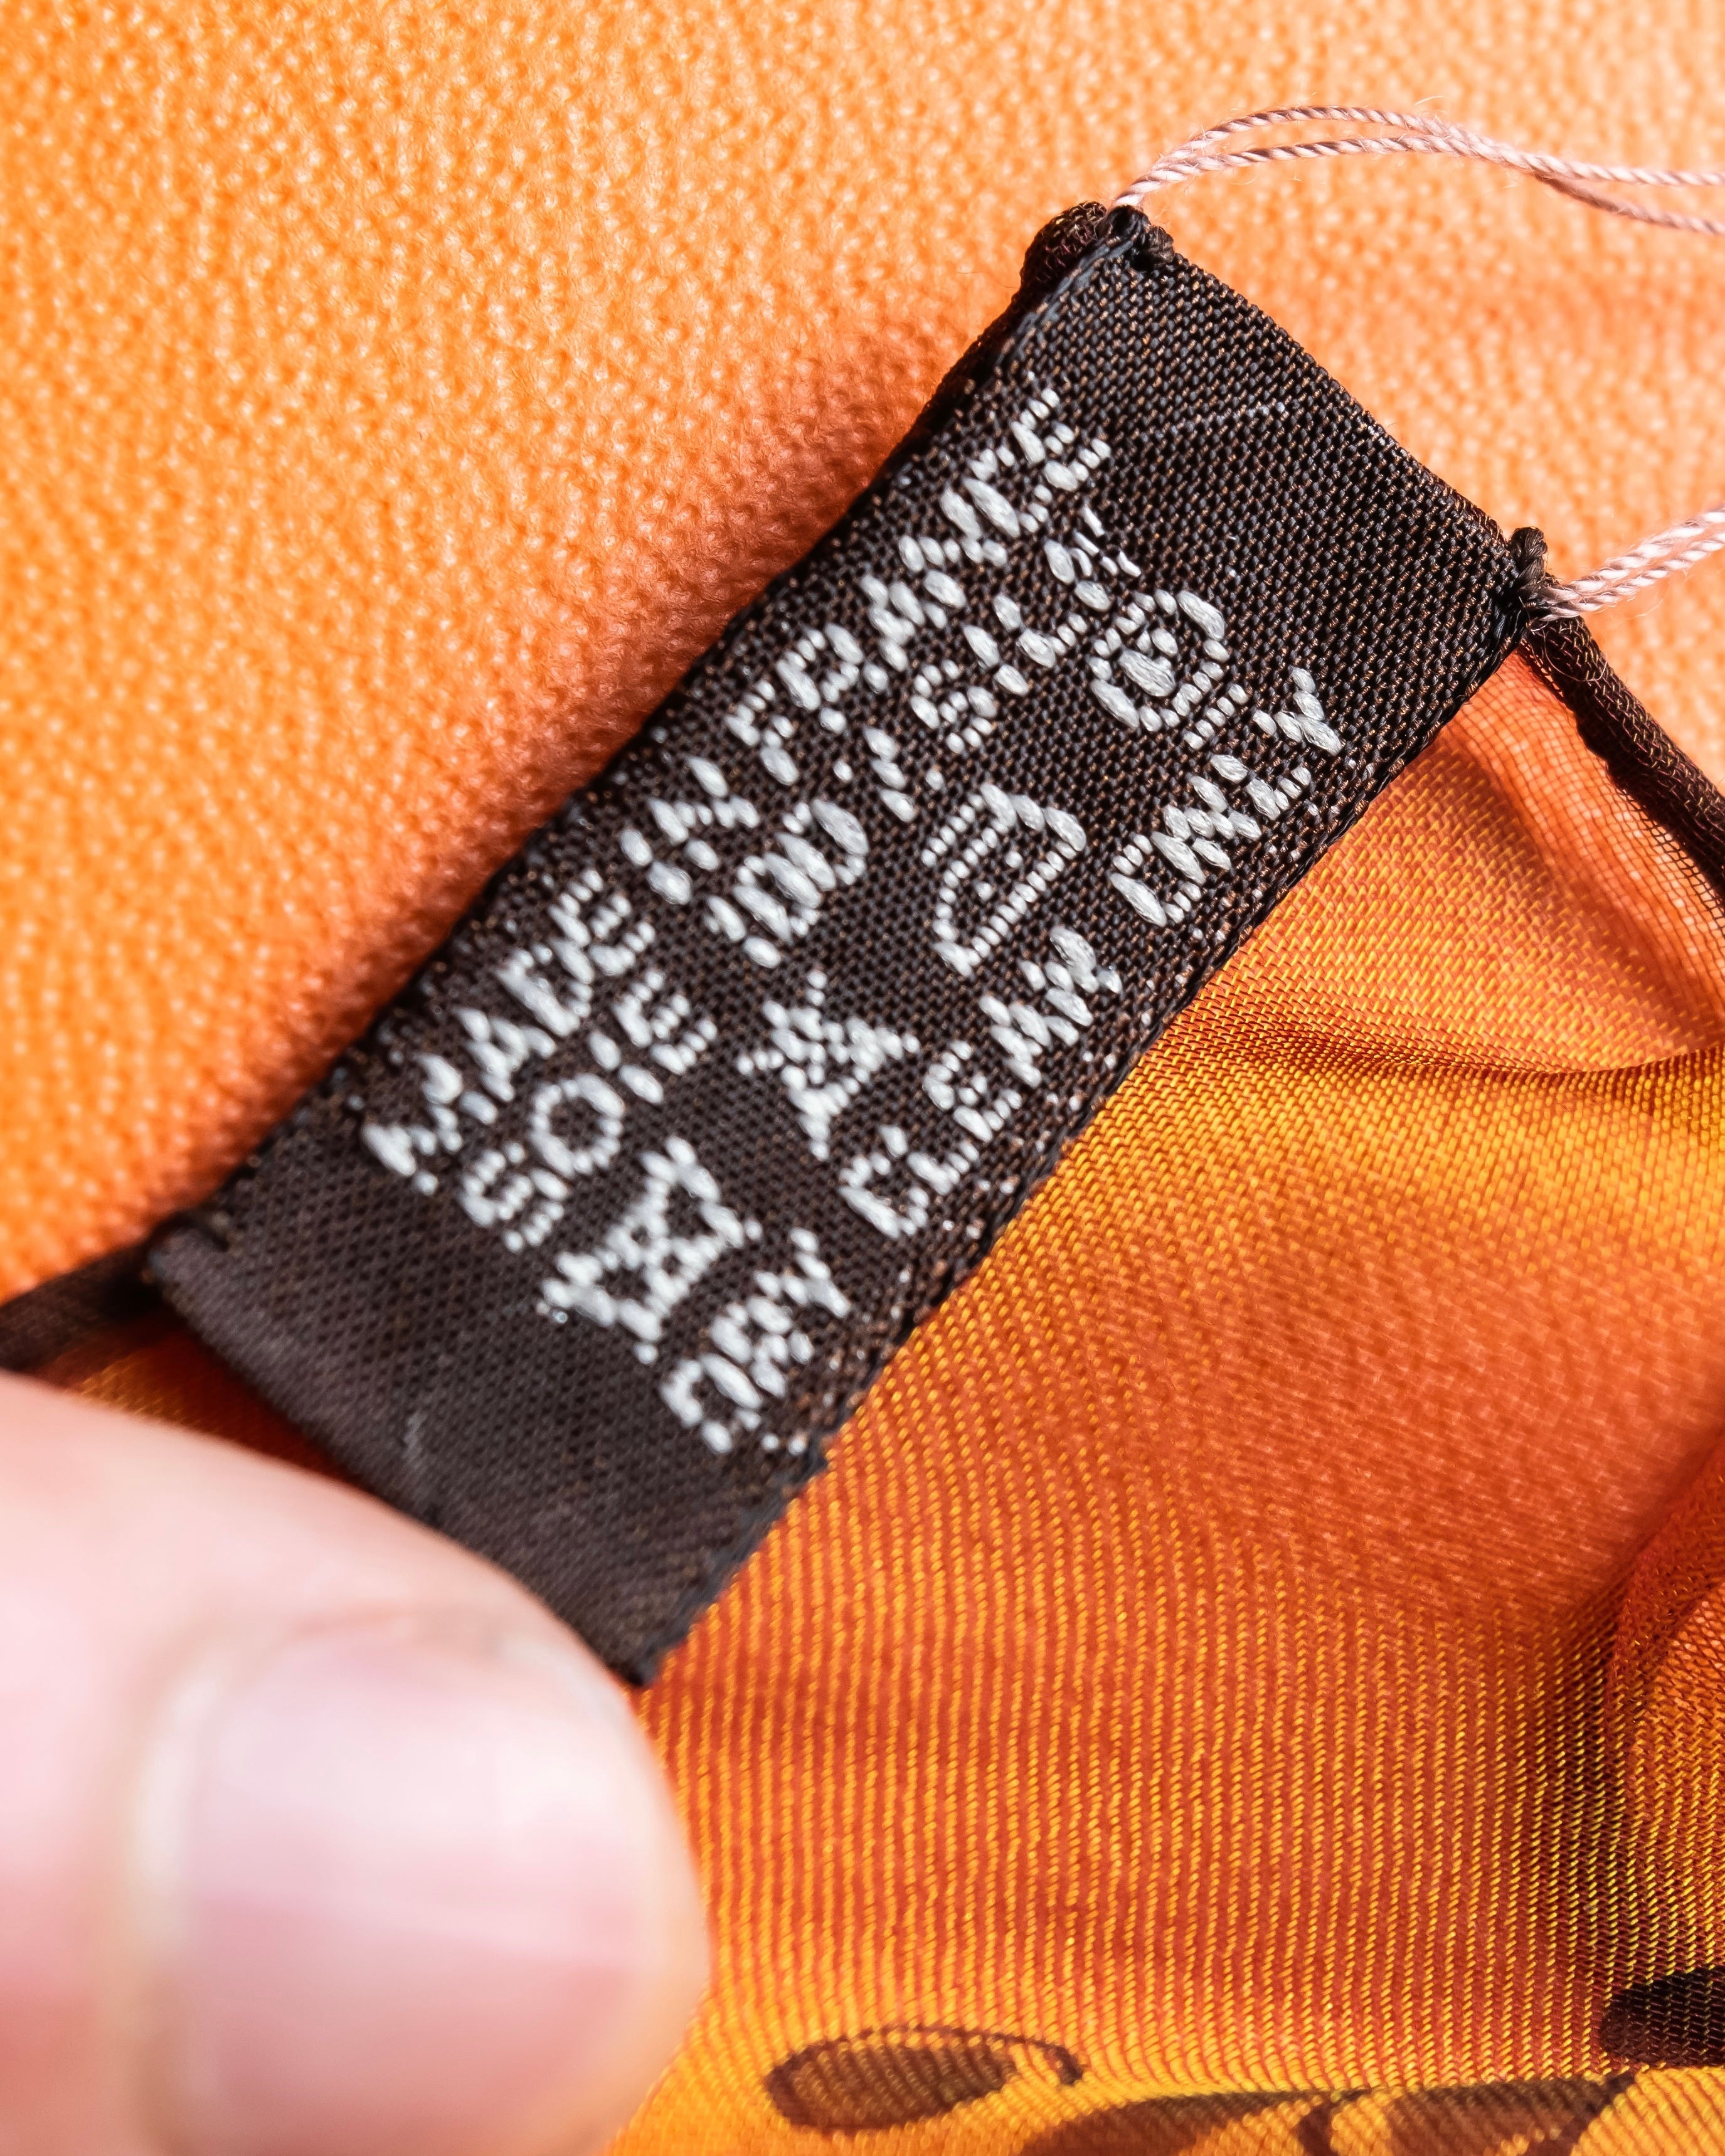 MADE IN FRANCE
SOIE 100% SILK
P
DRY CLEAN ONLY